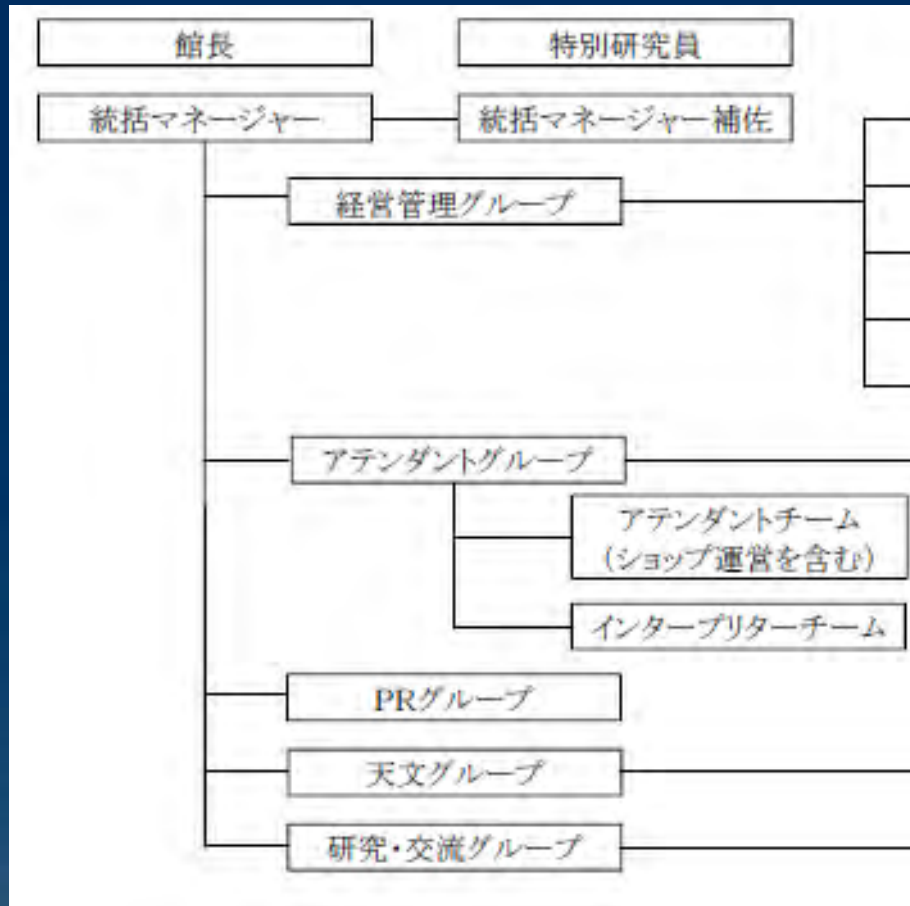 館長
特別研究員
統括マネージャー
統括マネージャー補佐
経営管理グループ
アテンダントグループ
アテンダントチーム
(ショップ運営を含む)
インタープリターチーム
PRグループ
天文グループ
研究・交流グループ